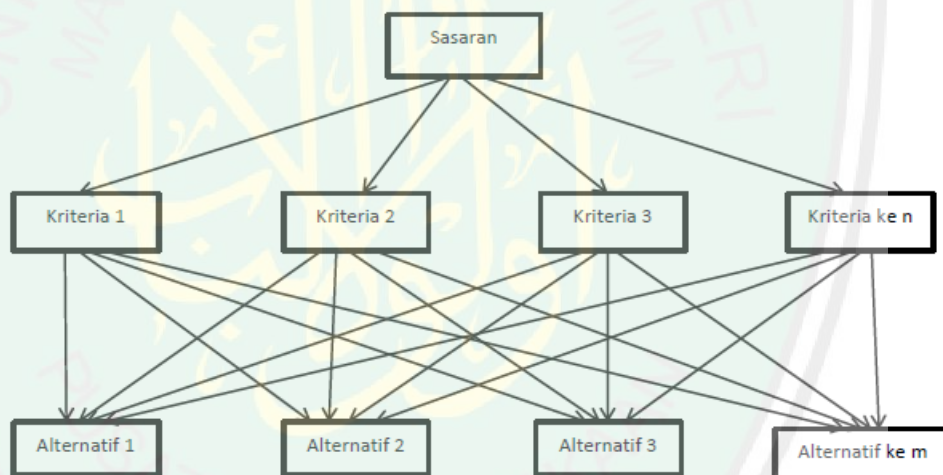 Sasaran
Kriteria 1
Kriteria 2
Kriteria 3
Kriteria ke n
Alternatif 1
Alternatif 2
Alternatif 3
Alternatif ke m